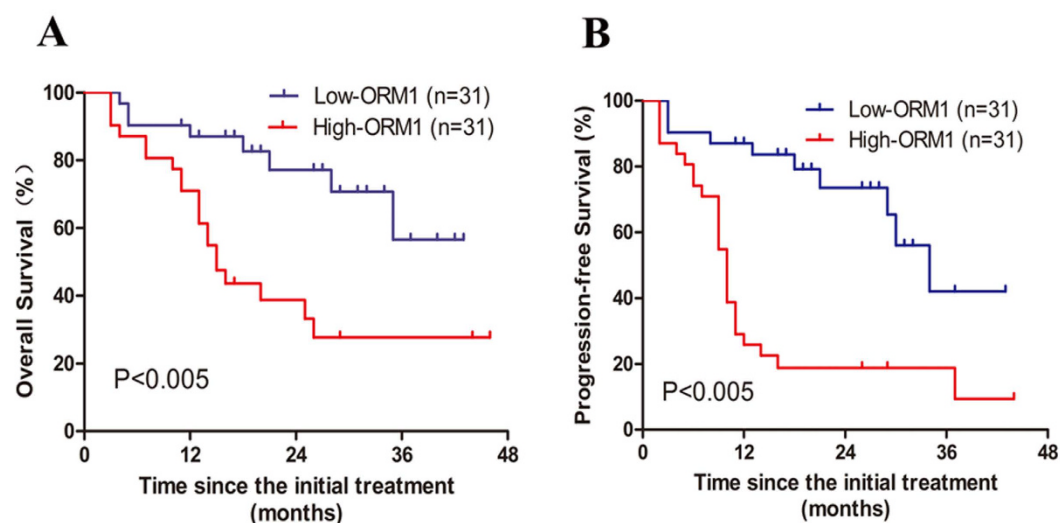 A
Overall Survival (%)
100
80
60
40
20
0
Low-ORM1 (n=31)
High-ORM1 (n=31)
P<0.005
0 12 24 36 48
Time since the initial treatment
(months)
B
Progression-free Survival (%)
100
80
60
40
20
0
Low-ORM1 (n=31)
High-ORM1 (n=31)
P<0.005
0 12 24 36 48
Time since the initial treatment
(months)